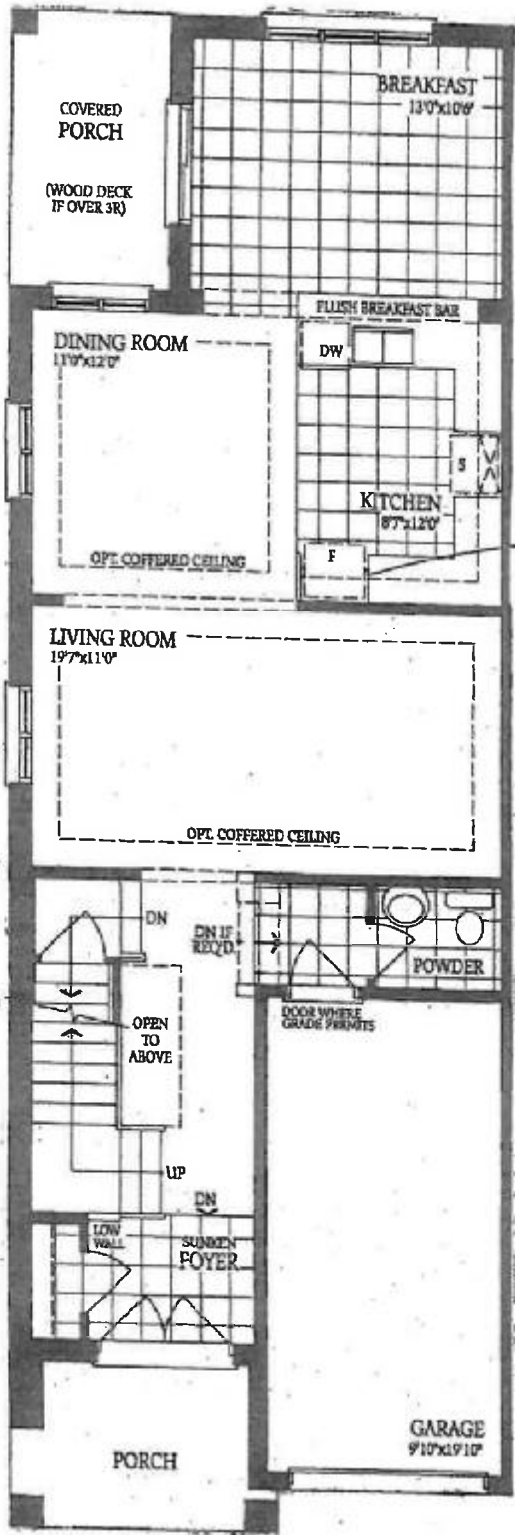 BREAKFAST
13'0"x10'6"
COVERED
PORCH
(WOOD DECK
IF OVER 3R)
FLUSH BREAKFAST BAR
DINING ROOM
11'0"x12'0"
DW
S
KITCHEN
8'7"x12'0"
F
OPT. COFFERED CEILING
LIVING ROOM
19'7"x11'0"
OPT. COFFERED CEILING
DN
DN IF
REQ'D.
POWDER
DOOR WHERE
GRADE PERMITS
OPEN
TO
ABOVE
UP
DN
LOW
WALL
SUNKEN
FOYER
GARAGE
9'10"x19'10"
PORCH